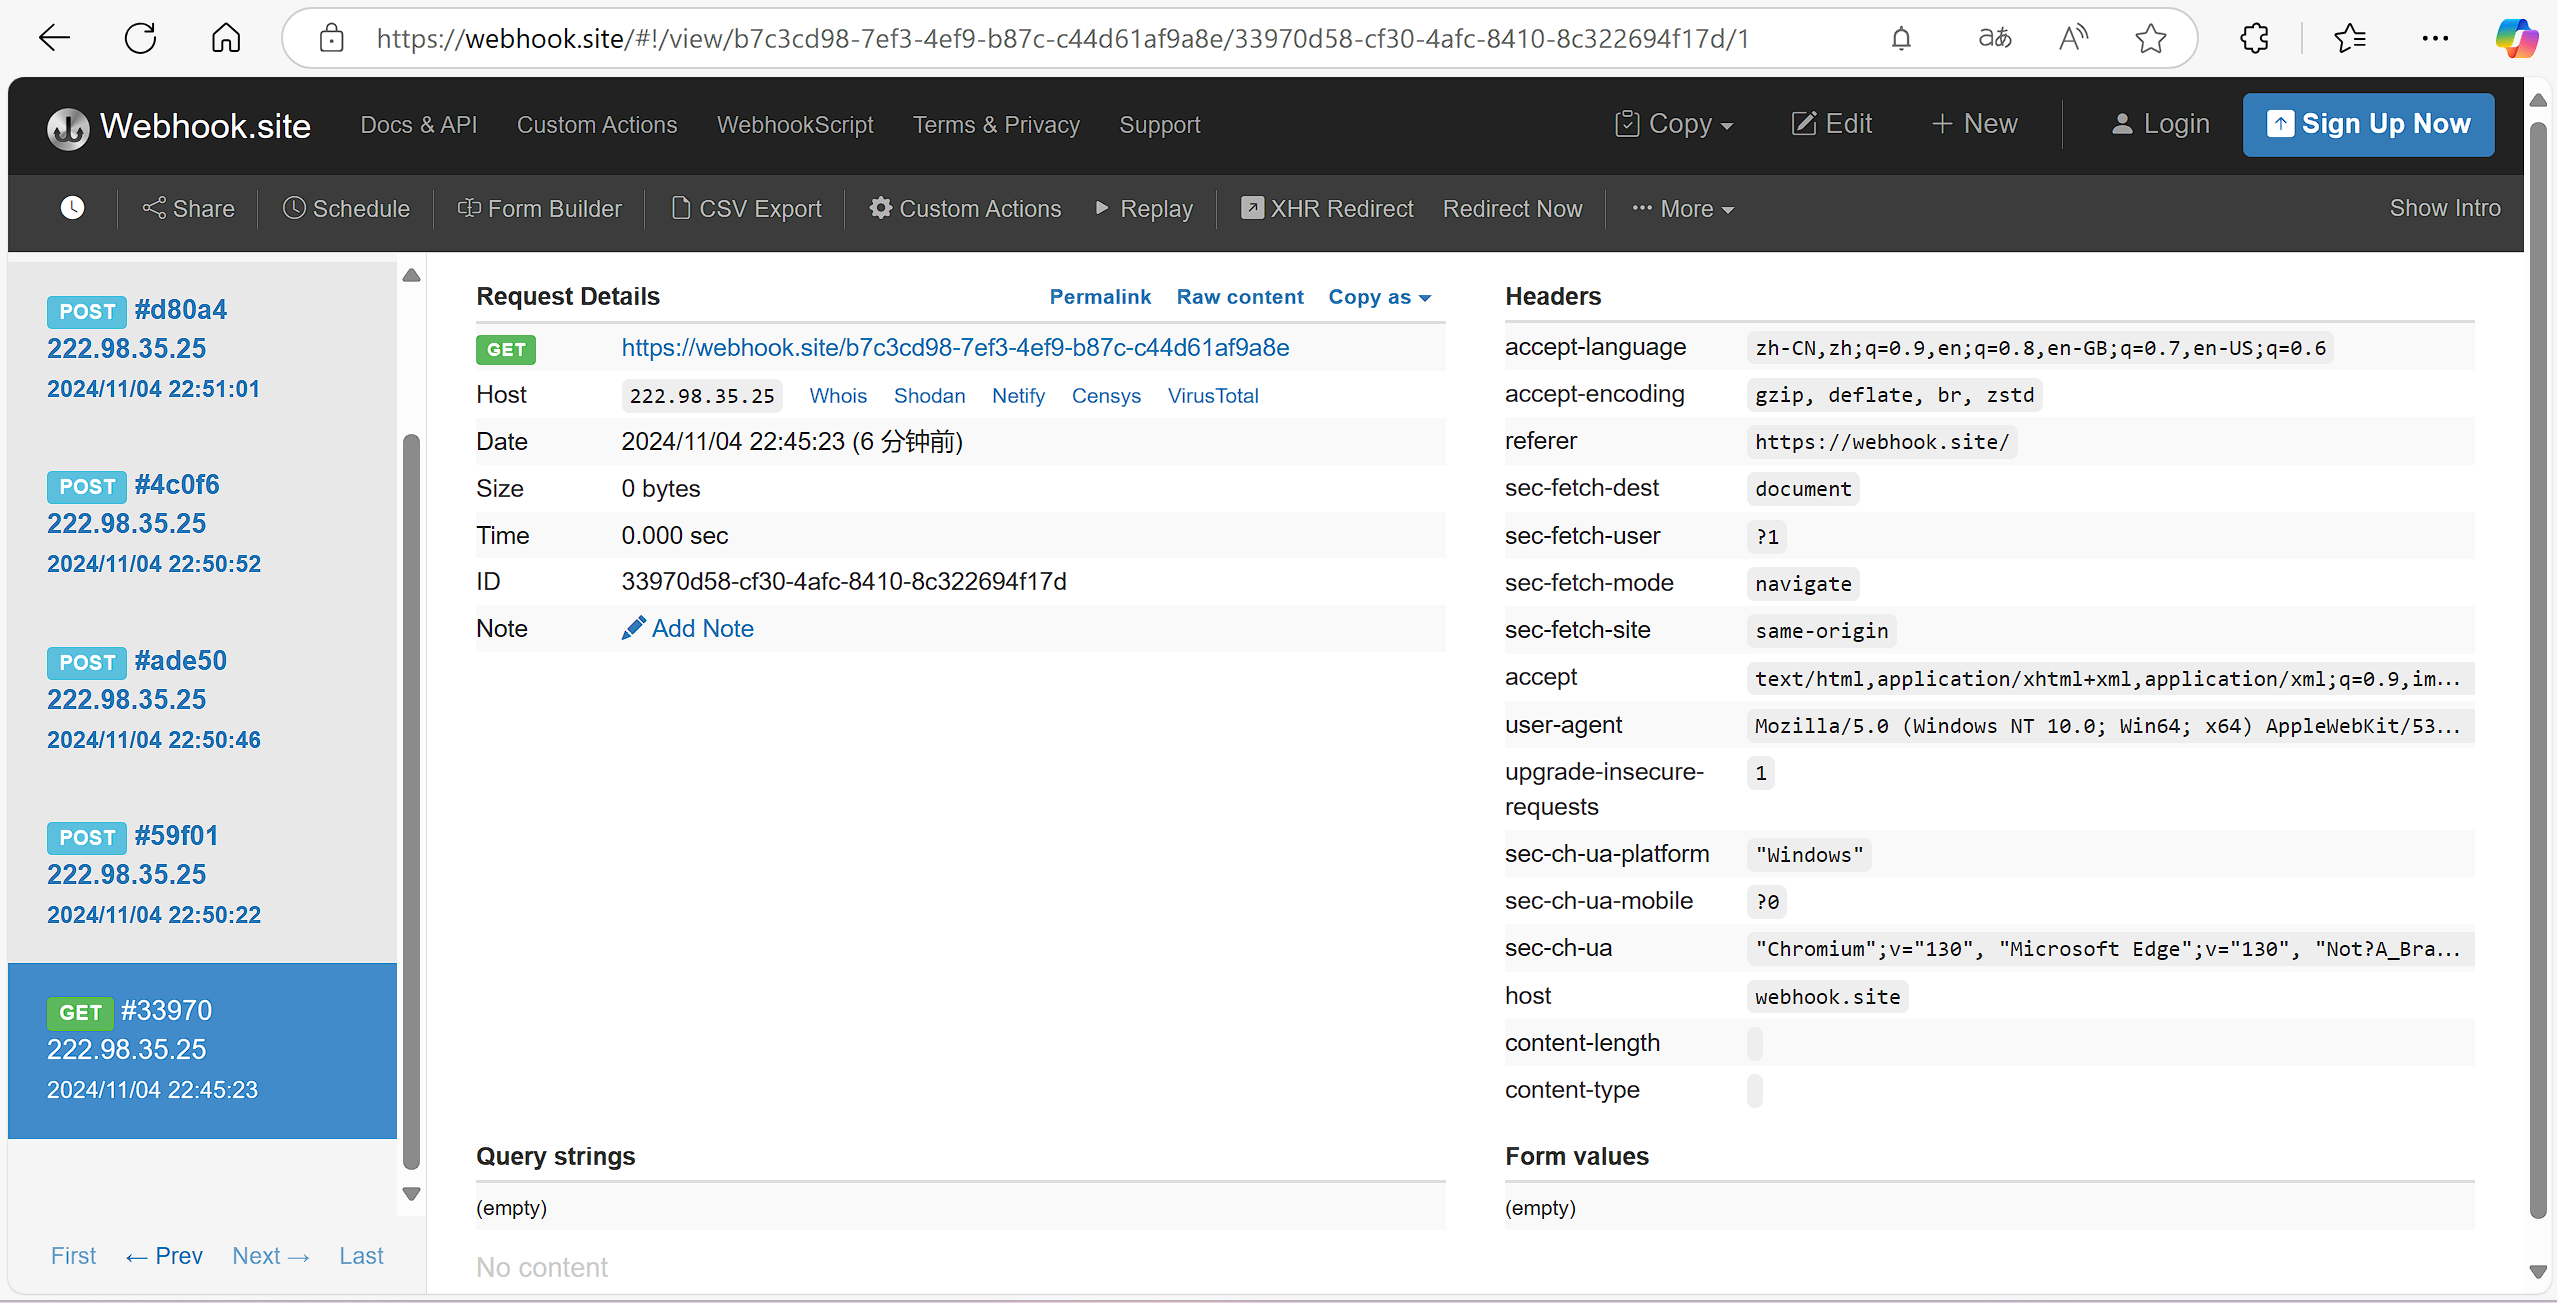 https://webhook.site/#!/view/b7c3cd98-7ef3-4ef9-b87c-c44d61af9a8e/33970d58-cf30-4afc-8410-8c322694f17d/1
Webhook.site Docs & API Custom Actions WebhookScript Terms & Privacy Support Copy Edit + New Login Sign Up Now
Share Schedule Form Builder CSV Export Custom Actions Replay XHR Redirect Redirect Now ··· More Show Intro
POST #d80a4
222.98.35.25
2024/11/04 22:51:01
POST #4c0f6
222.98.35.25
2024/11/04 22:50:52
POST #ade50
222.98.35.25
2024/11/04 22:50:46
POST #59f01
222.98.35.25
2024/11/04 22:50:22
GET #33970
222.98.35.25
2024/11/04 22:45:23
First ← Prev Next → Last
Request Details Permalink Raw content Copy as
GET https://webhook.site/b7c3cd98-7ef3-4ef9-b87c-c44d61af9a8e
Host 222.98.35.25 Whois Shodan Netify Censys VirusTotal
Date 2024/11/04 22:45:23 (6 分钟前)
Size 0 bytes
Time 0.000 sec
ID 33970d58-cf30-4afc-8410-8c322694f17d
Note Add Note
Headers
accept-language zh-CN,zh;q=0.9,en;q=0.8,en-GB;q=0.7,en-US;q=0.6
accept-encoding gzip, deflate, br, zstd
referer https://webhook.site/
sec-fetch-dest document
sec-fetch-user ?1
sec-fetch-mode navigate
sec-fetch-site same-origin
accept text/html,application/xhtml+xml,application/xml;q=0.9,im...
user-agent Mozilla/5.0 (Windows NT 10.0; Win64; x64) AppleWebKit/53...
upgrade-insecure- 1
requests
sec-ch-ua-platform "Windows"
sec-ch-ua-mobile ?0
sec-ch-ua "Chromium";v="130", "Microsoft Edge";v="130", "Not?A_Bra...
host webhook.site
content-length
content-type
Query strings
(empty)
No content
Form values
(empty)